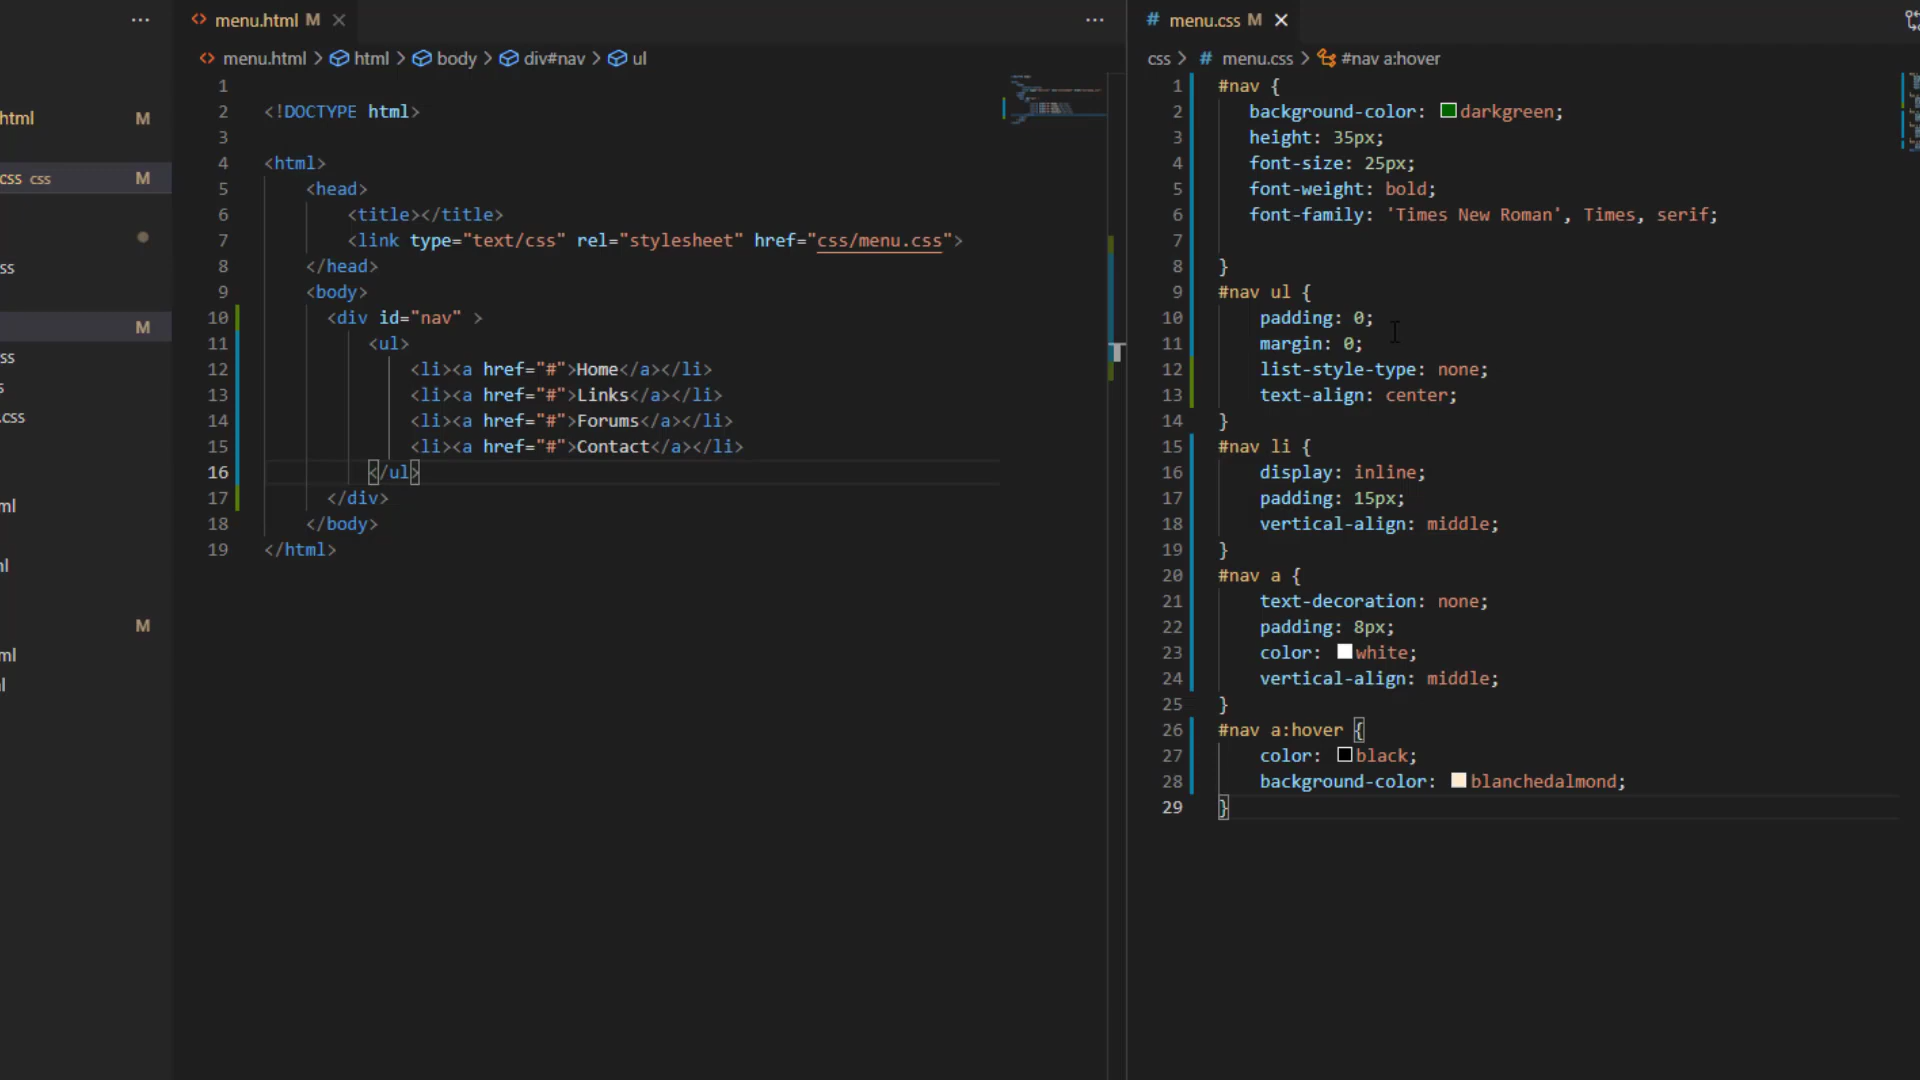 html M
css css M
ss
M
ss
s
.css
ml
ml
M
ml
l
menu.html M
menu.html > html > body > div#nav > ul
1
2 <!DOCTYPE html>
3
4 <html>
5 <head>
6 <title></title>
7 <link type="text/css" rel="stylesheet" href="css/menu.css">
8 </head>
9 <body>
10 <div id="nav" >
11 <ul>
12 <li><a href="#">Home</a></li>
13 <li><a href="#">Links</a></li>
14 <li><a href="#">Forums</a></li>
15 <li><a href="#">Contact</a></li>
16 </ul>
17 </div>
18 </body>
19 </html>
# menu.css M
css > # menu.css > #nav a:hover
1 #nav {
2 background-color: darkgreen;
3 height: 35px;
4 font-size: 25px;
5 font-weight: bold;
6 font-family: 'Times New Roman', Times, serif;
7
8 }
9 #nav ul {
10 padding: 0;
11 margin: 0;
12 list-style-type: none;
13 text-align: center;
14 }
15 #nav li {
16 display: inline;
17 padding: 15px;
18 vertical-align: middle;
19 }
20 #nav a {
21 text-decoration: none;
22 padding: 8px;
23 color: white;
24 vertical-align: middle;
25 }
26 #nav a:hover {
27 color: black;
28 background-color: blanchedalmond;
29 }